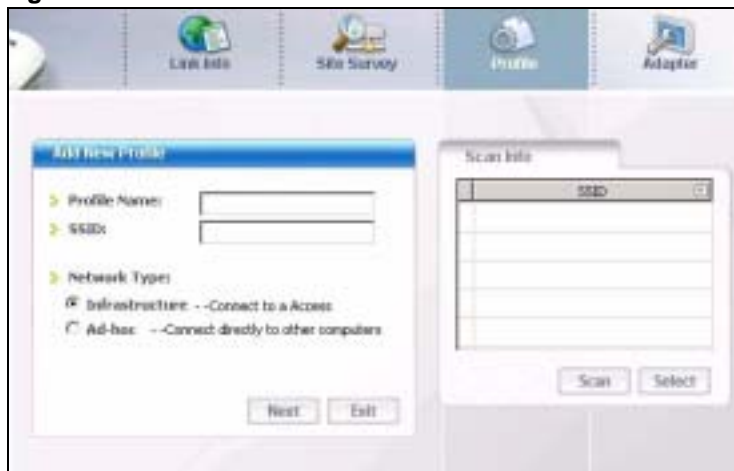 Link Info
Site Survey
Profile
Adapter
Add New Profile
Profile Name:
SSID:
Network Type:
Infrastructure --Connect to a Access
Ad-hoc --Connect directly to other computers
Next
Exit
Scan Info
SSID
Scan
Select